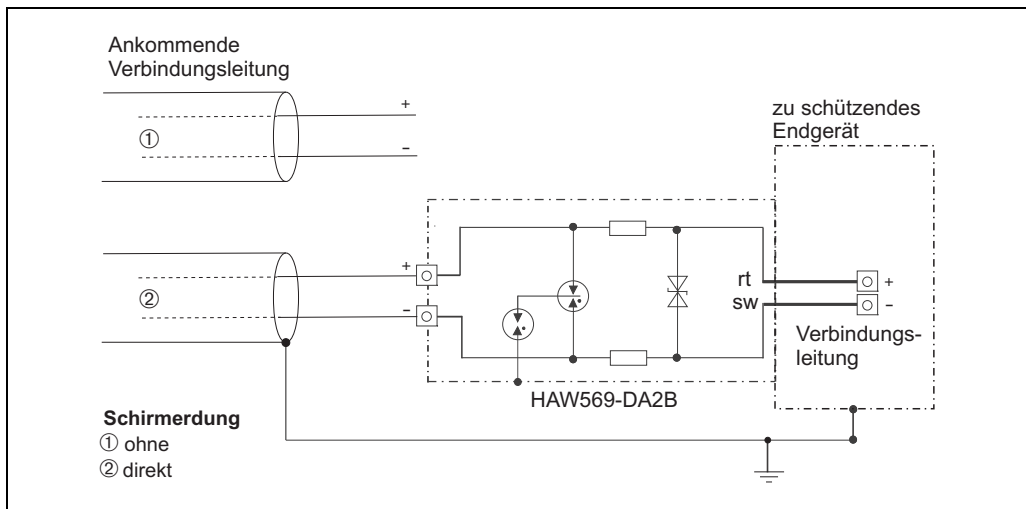 Ankommende
Verbindungsleitung
①
+
−
②
+
−
zu schützendes
Endgerät
rt
sw
+
−
Verbindungs-
leitung
HAW569-DA2B
Schirmerdung
① ohne
② direkt